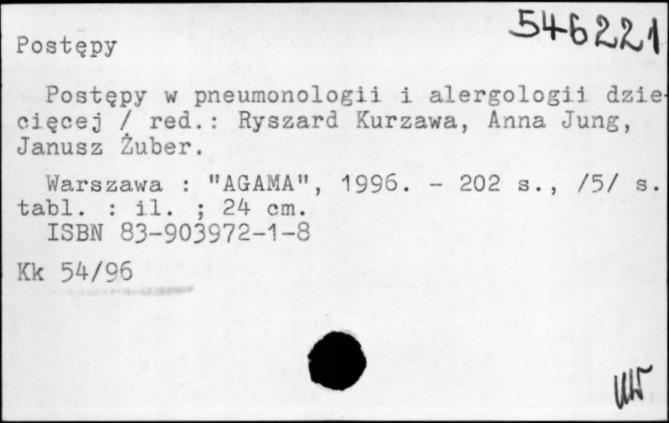 546221
Postępy
Postępy w pneumonologii i alergologii dzie-
cięcej / red.: Ryszard Kurzawa, Anna Jung,
Janusz Żuber.
Warszawa : "AGAMA", 1996. - 202 s., /5/ s.
tabl. : il. ; 24 cm.
ISBN 83-903972-1-8
Kk 54/96